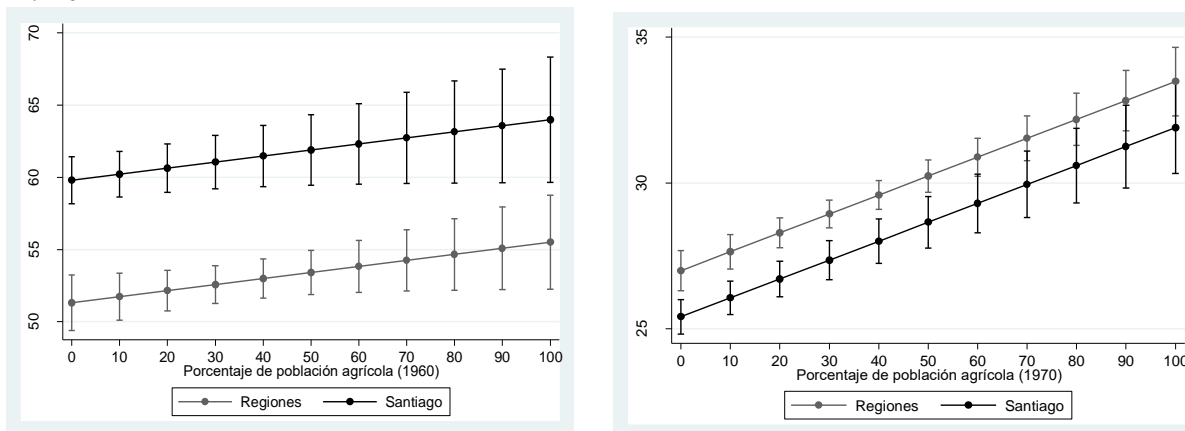 70
65
60
55
50
0 10 20 30 40 50 60 70 80 90 100
Porcentaje de población agrícola (1960)
Regiones Santiago
35
30
25
0 10 20 30 40 50 60 70 80 90 100
Porcentaje de población agrícola (1970)
Regiones Santiago